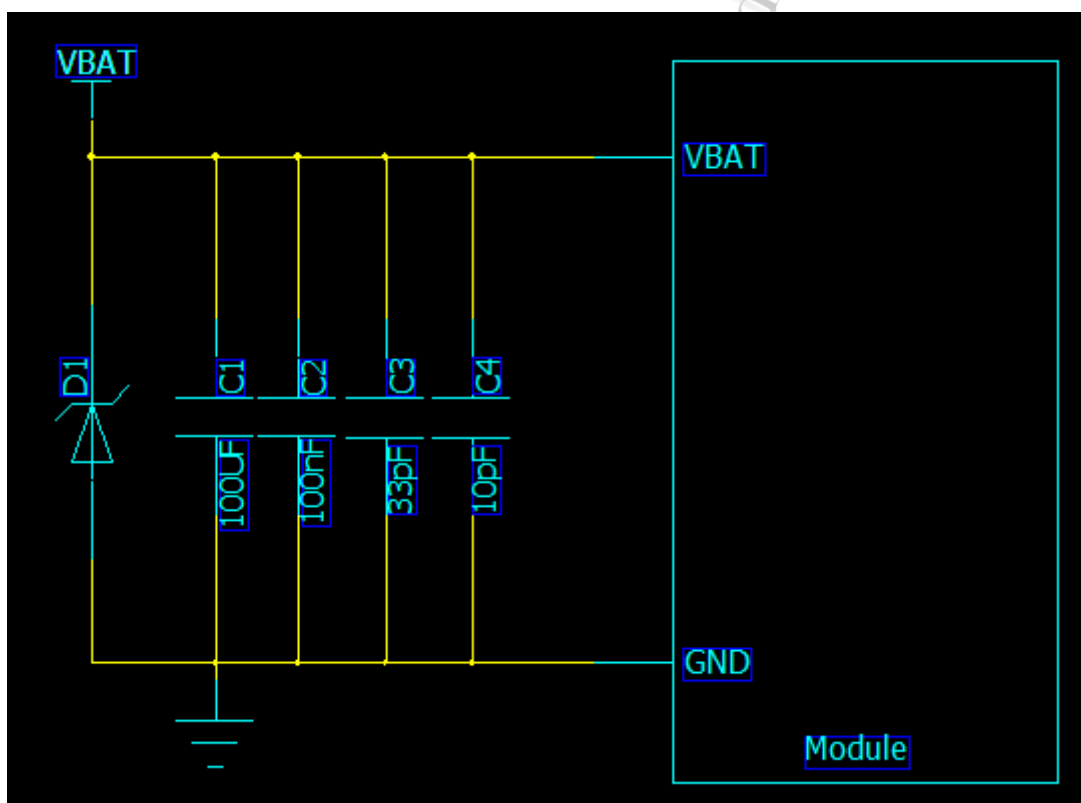 VBAT
VBAT
D1
C1
C2
C3
C4
100UF
100nF
33pF
10pF
GND
Module